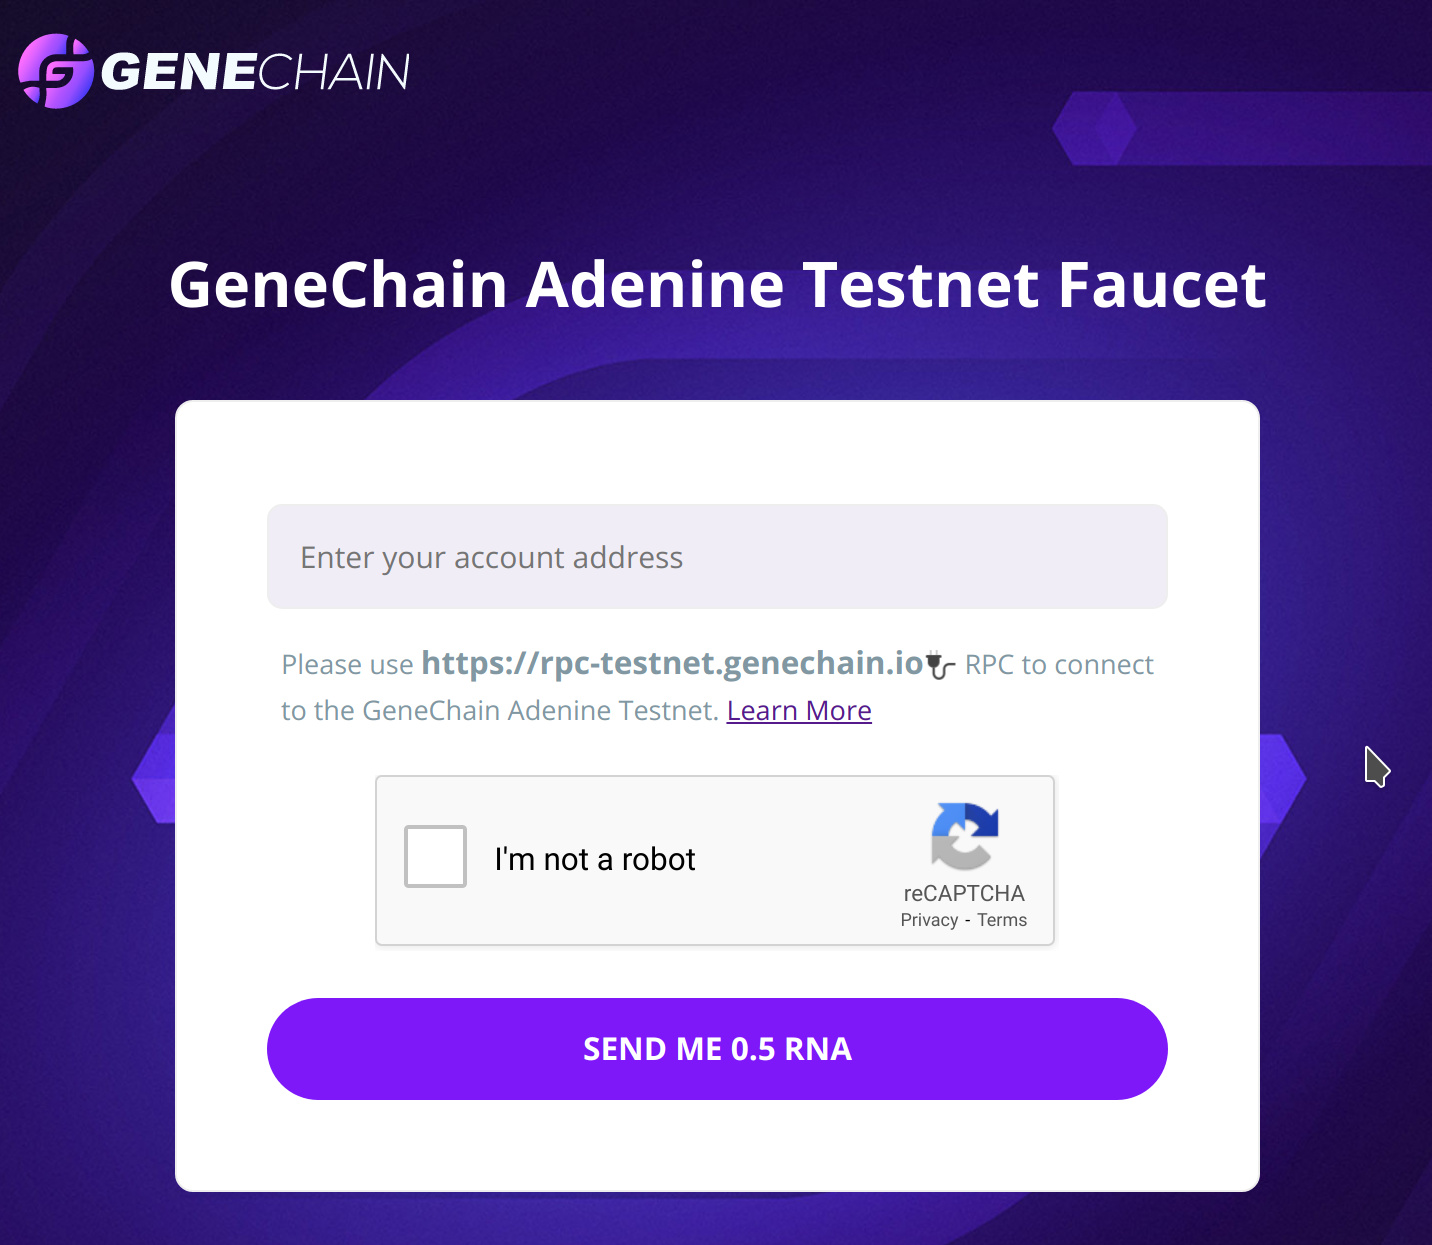 GENECHAIN
GeneChain Adenine Testnet Faucet
Enter your account address
Please use https://rpc-testnet.genechain.io RPC to connect
to the GeneChain Adenine Testnet. Learn More
I'm not a robot
reCAPTCHA
Privacy - Terms
SEND ME 0.5 RNA